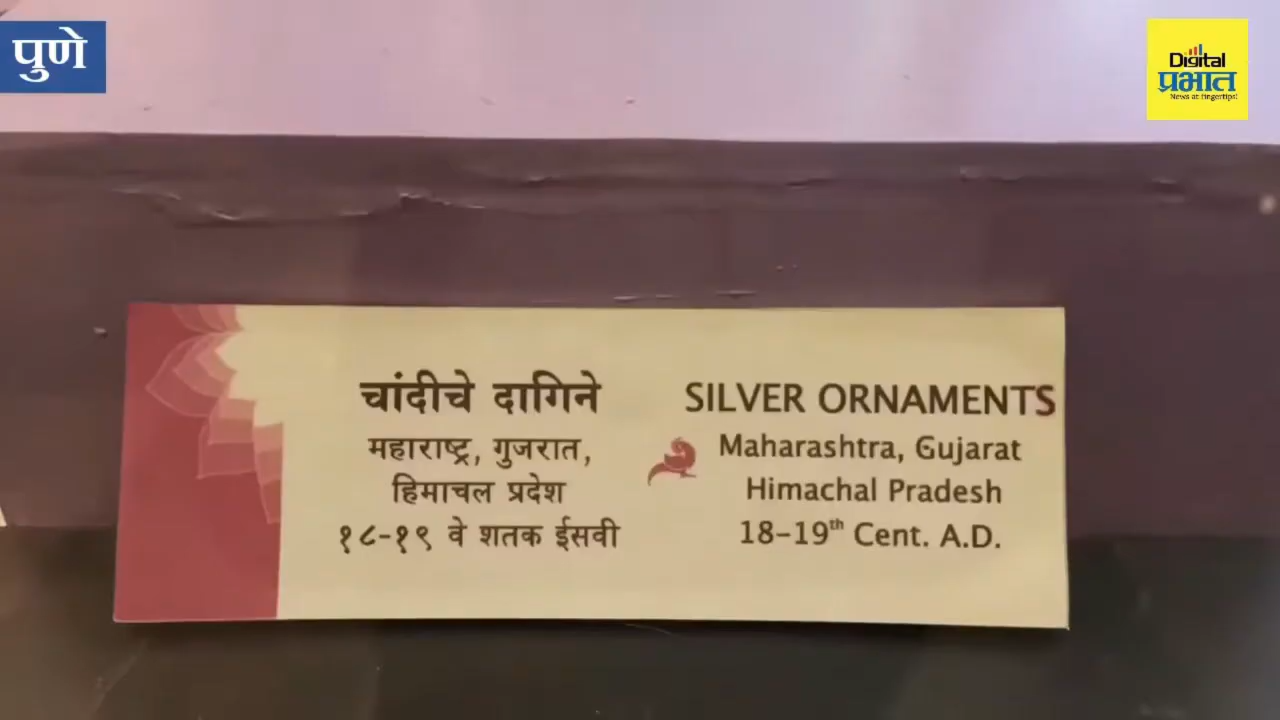 पुणे
Digital
प्रभात
News at fingertips!
चांदीचे दागिने
महाराष्ट्र, गुजरात,
हिमाचल प्रदेश
१८-१९ वे शतक ईसवी
SILVER ORNAMENTS
Maharashtra, Gujarat
Himachal Pradesh
18-19th Cent. A.D.